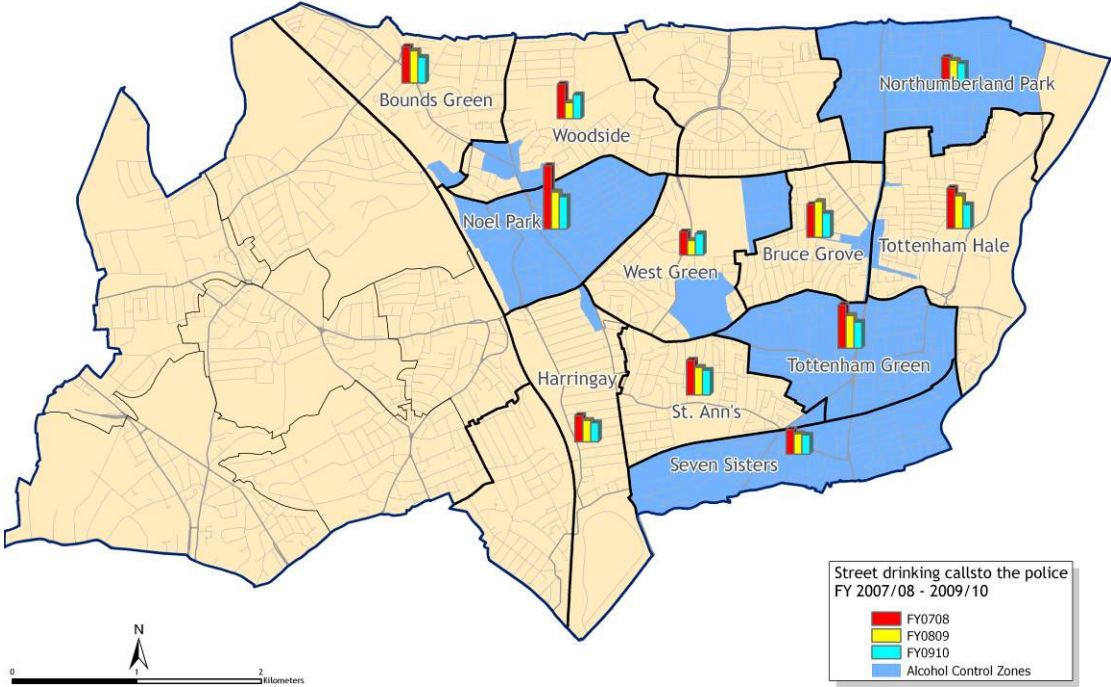 Bounds Green
Woodside
Northumberland Park
Noel Park
West Green
Bruce Grove
Tottenham Hale
Harringay
St. Ann's
Tottenham Green
Seven Sisters
Street drinking callsto the police
FY 2007/08 - 2009/10
FY0708
FY0809
FY0910
Alcohol Control Zones
N
0 1 2
Kilometers